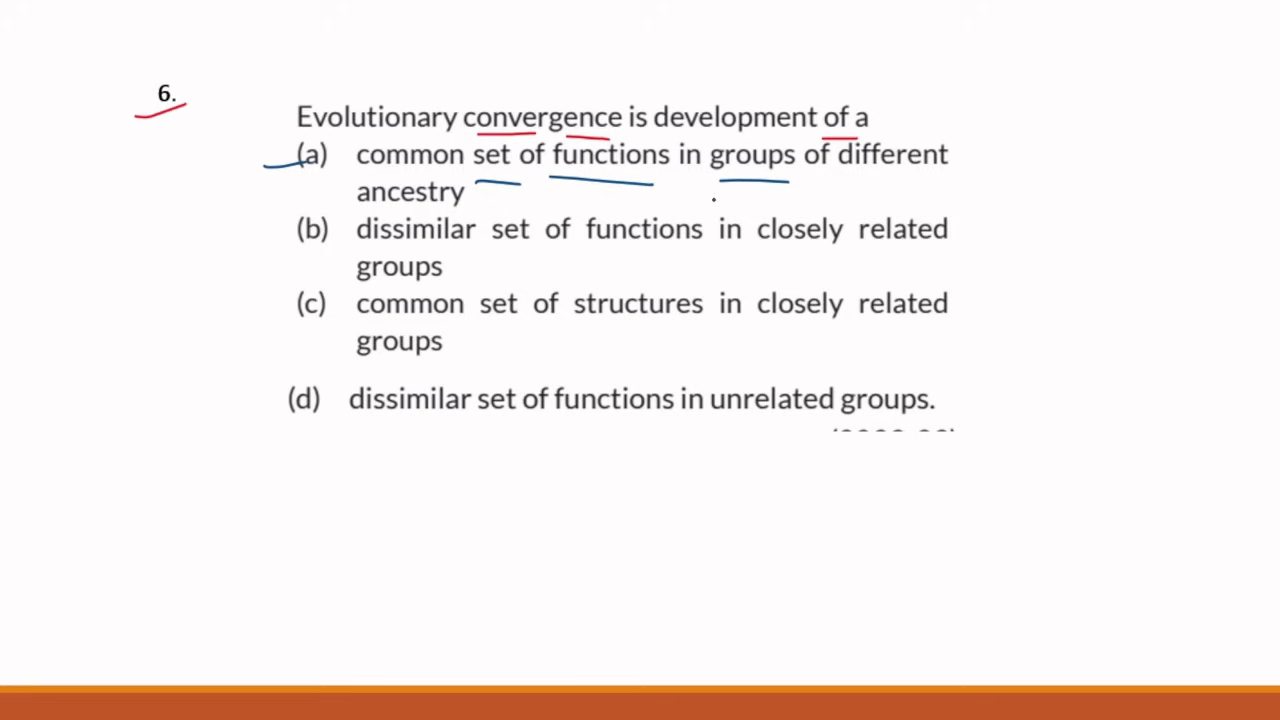 6.
Evolutionary convergence is development of a
(a) common set of functions in groups of different
ancestry
(b) dissimilar set of functions in closely related
groups
(c) common set of structures in closely related
groups
(d) dissimilar set of functions in unrelated groups.